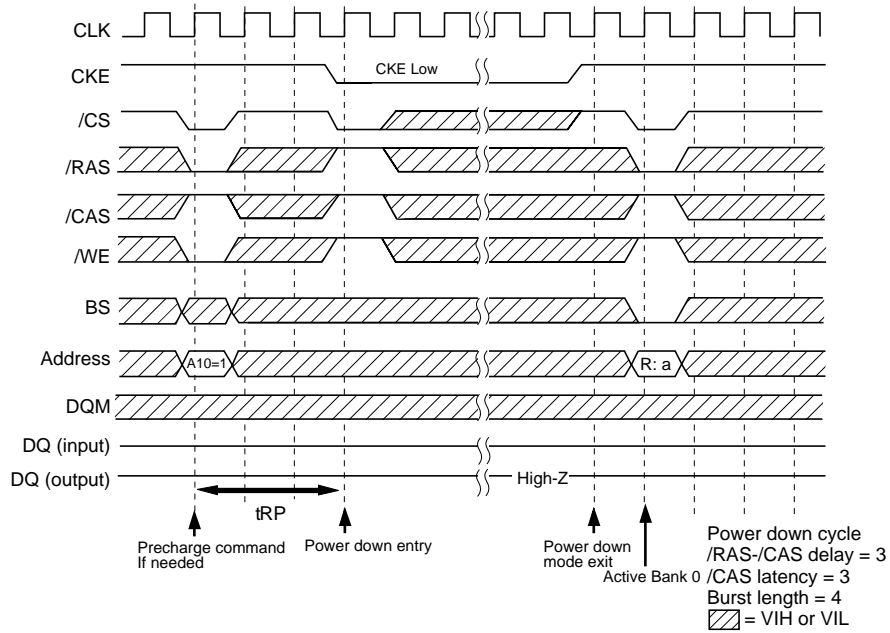 CLK
CKE
CKE Low
/CS
/RAS
/CAS
/WE
BS
Address
A10=1
R: a
DQM
DQ (input)
DQ (output)
High-Z
tRP
Precharge command
If needed
Power down entry
Power down
mode exit
Active Bank 0
Power down cycle
/RAS-/CAS delay = 3
/CAS latency = 3
Burst length = 4
= VIH or VIL